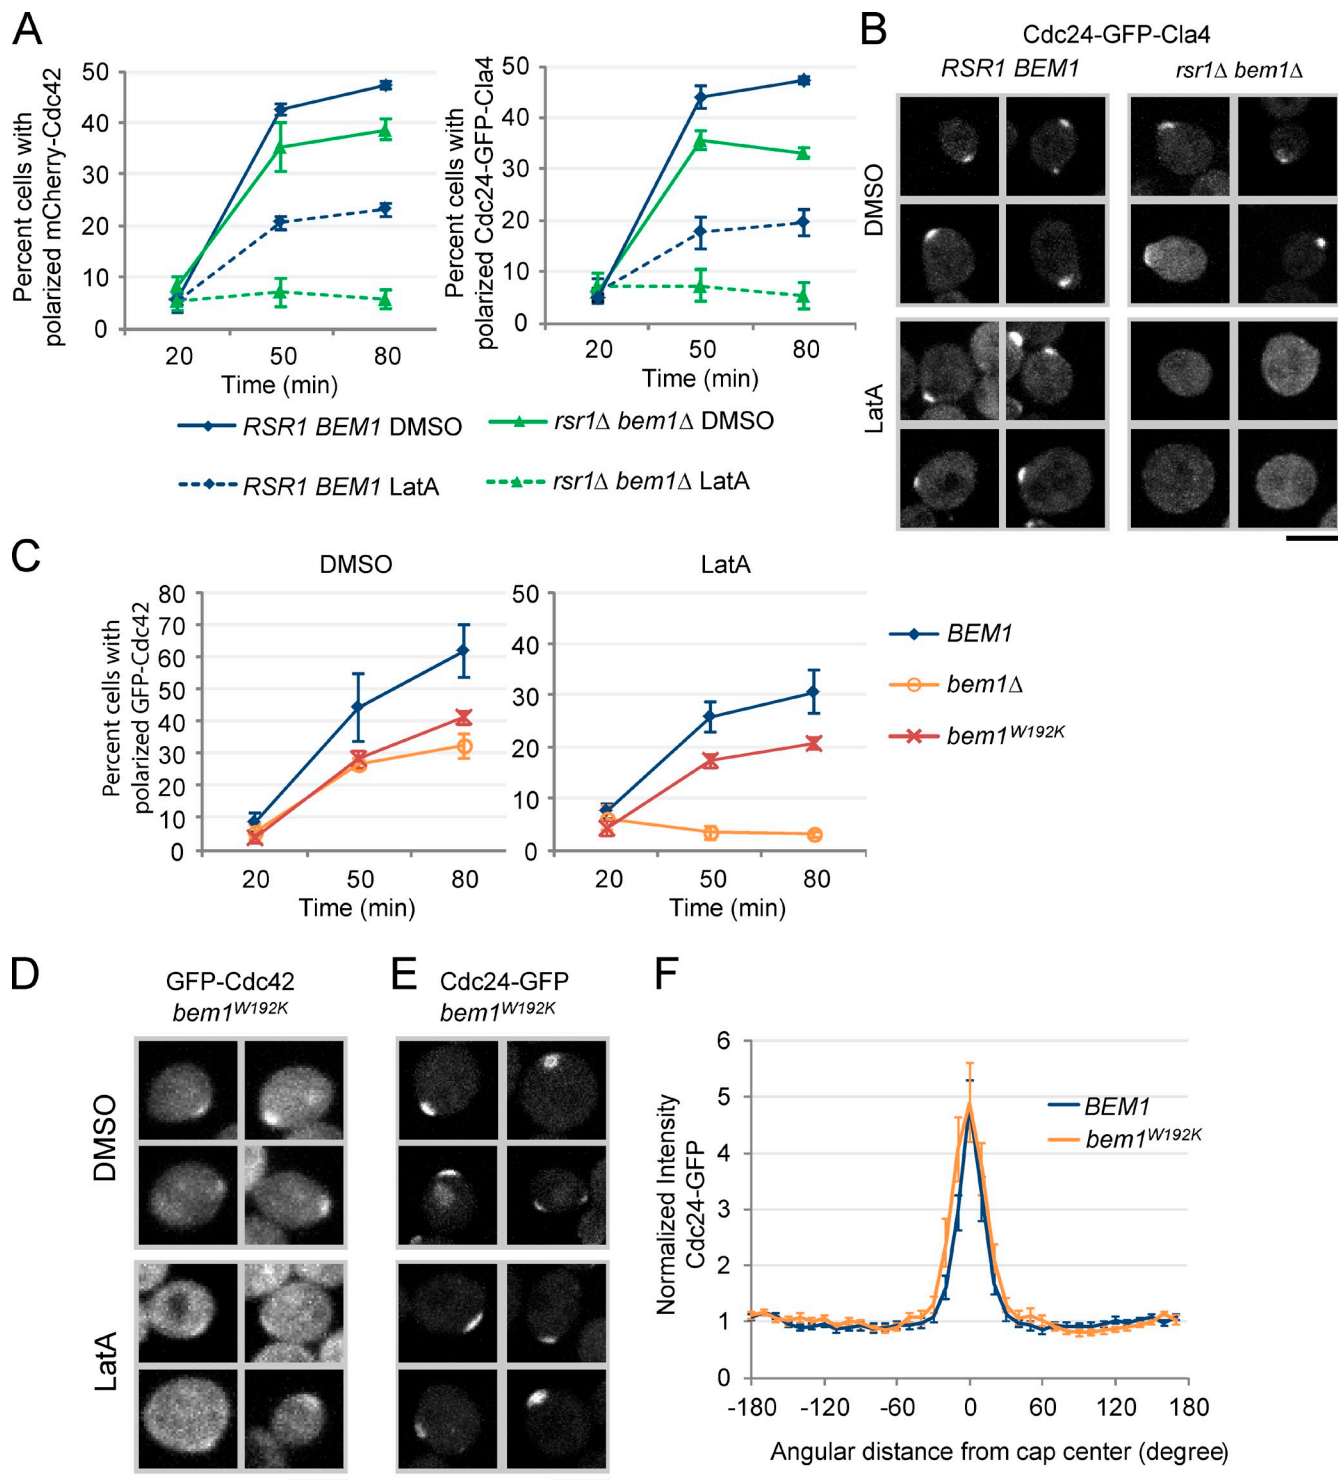 A
Percent cells with
polarized mCherry-Cdc42
50
40
30
20
10
0
20 50 80
Time (min)
Percent cells with
polarized Cdc24-GFP-Cla4
50
40
30
20
10
0
20 50 80
Time (min)
RSR1 BEM1 DMSO
rsr1Δ bem1Δ DMSO
RSR1 BEM1 LatA
rsr1Δ bem1Δ LatA
B
Cdc24-GFP-Cla4
RSR1 BEM1
rsr1Δ bem1Δ
DMSO
LatA
C
DMSO
Percent cells with
polarized GFP-Cdc42
80
70
60
50
40
30
20
10
0
20 50 80
Time (min)
LatA
50
40
30
20
10
0
20 50 80
Time (min)
BEM1
bem1Δ
bem1W192K
D
GFP-Cdc42
bem1W192K
DMSO
LatA
E
Cdc24-GFP
bem1W192K
F
Normalized Intensity
Cdc24-GFP
6
5
4
3
2
1
0
BEM1
bem1W192K
-180 -120 -60 0 60 120 180
Angular distance from cap center (degree)